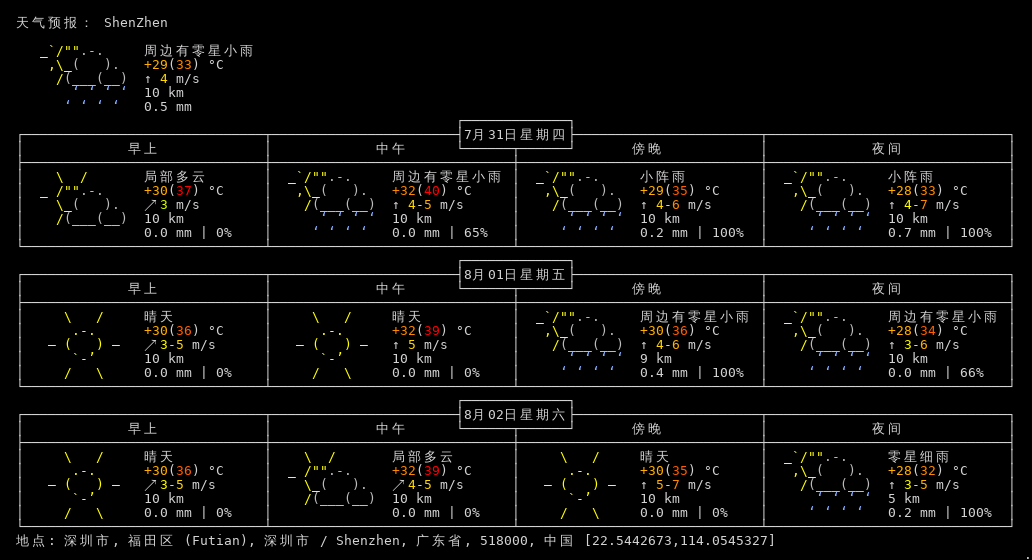 天气预报： ShenZhen
周边有零星小雨
+29(33) °C
↑ 4 m/s
10 km
0.5 mm
7月31日星期四
早上 中午 傍晚 夜间
局部多云 周边有零星小雨 小阵雨 小阵雨
+30(37) °C +32(40) °C +29(35) °C +28(33) °C
↗3 m/s ↑ 4-5 m/s ↑ 4-6 m/s ↑ 4-7 m/s
10 km 10 km 10 km 10 km
0.0 mm | 0% 0.0 mm | 65% 0.2 mm | 100% 0.7 mm | 100%
8月01日星期五
早上 中午 傍晚 夜间
晴天 晴天 周边有零星小雨 周边有零星小雨
+30(36) °C +32(39) °C +30(36) °C +28(34) °C
↗3-5 m/s ↑ 5 m/s ↑ 4-6 m/s ↑ 3-6 m/s
10 km 10 km 9 km 10 km
0.0 mm | 0% 0.0 mm | 0% 0.4 mm | 100% 0.0 mm | 66%
8月02日星期六
早上 中午 傍晚 夜间
晴天 局部多云 晴天 零星细雨
+30(36) °C +32(39) °C +30(35) °C +28(32) °C
↗3-5 m/s ↗4-5 m/s ↑ 5-7 m/s ↑ 3-5 m/s
10 km 10 km 10 km 5 km
0.0 mm | 0% 0.0 mm | 0% 0.0 mm | 0% 0.2 mm | 100%
地点: 深圳市, 福田区 (Futian), 深圳市 / Shenzhen, 广东省, 518000, 中国 [22.5442673,114.0545327]